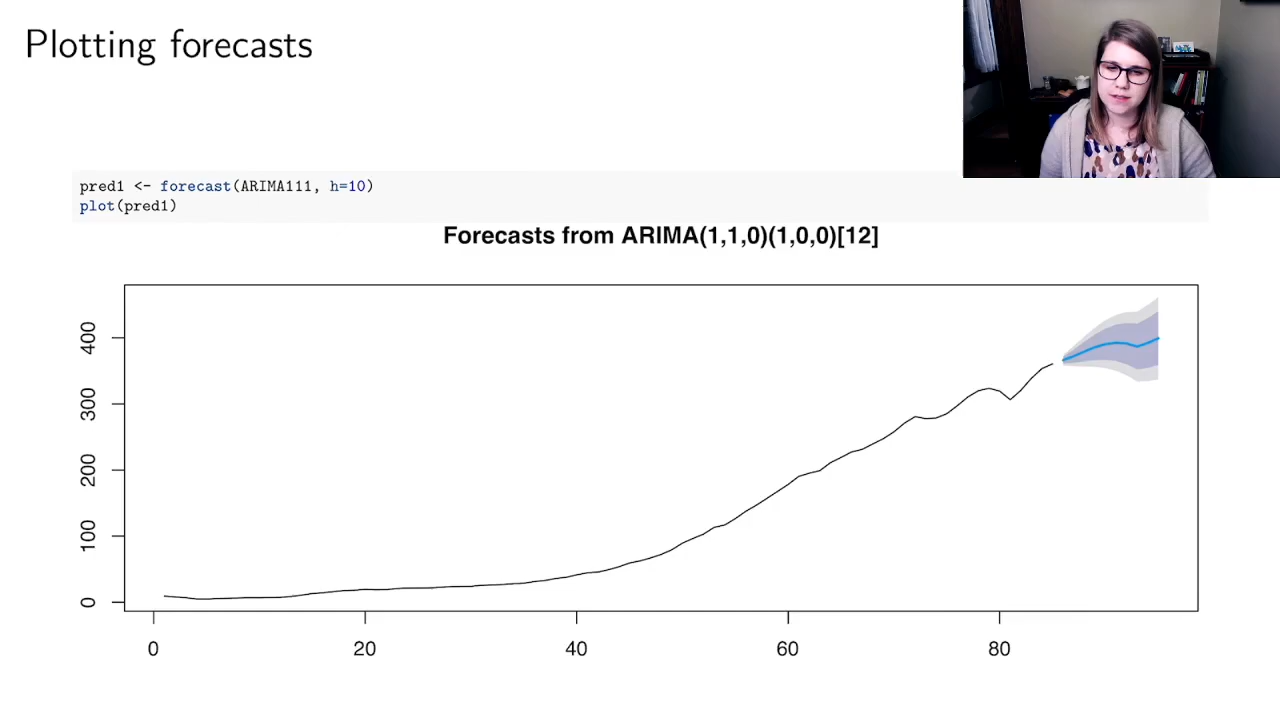 Plotting forecasts
pred1 <- forecast(ARIMA111, h=10)
plot(pred1)
Forecasts from ARIMA(1,1,0)(1,0,0)[12]
400
300
200
100
0
0 20 40 60 80